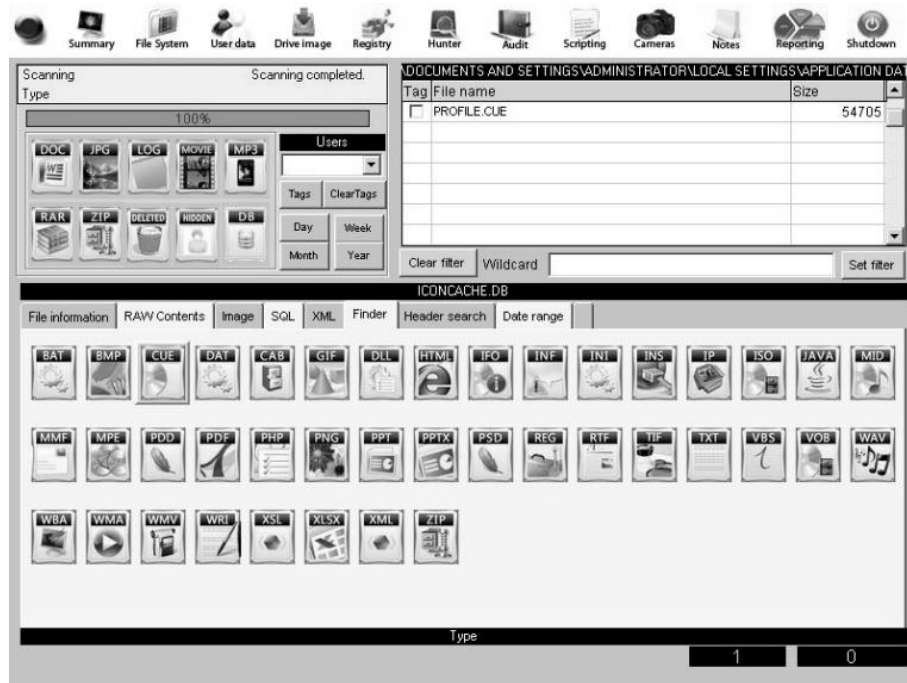 Summary File System User data Drive image Registry Hunter Audit Scripting Cameras Notes Reporting Shutdown
Scanning Scanning completed.
Type
100%
DOC JPG LOG MOVIE MP3
RAR ZIP DELETED HIDDEN DB
Users
Tags ClearTags
Day Week
Month Year
\DOCUMENTS AND SETTINGS\ADMINISTRATOR\LOCAL SETTINGS\APPLICATION DAT
Tag File name Size
PROFILE.CUE 54705
Clear filter Wildcard Set filter
ICONCACHE.DB
File information RAW Contents Image SQL XML Finder Header search Date range
BAT BMP CUE DAT CAB GIF DLL HTML IFO INF INI INS IP ISO JAVA MID
MMF MPE PDD PDF PHP PNG PPT PPTX PSD REG RTF TIF TXT VBS VOB WAV
WBA WMA WMV WRI XSL XLSX XML ZIP
Type
1 0